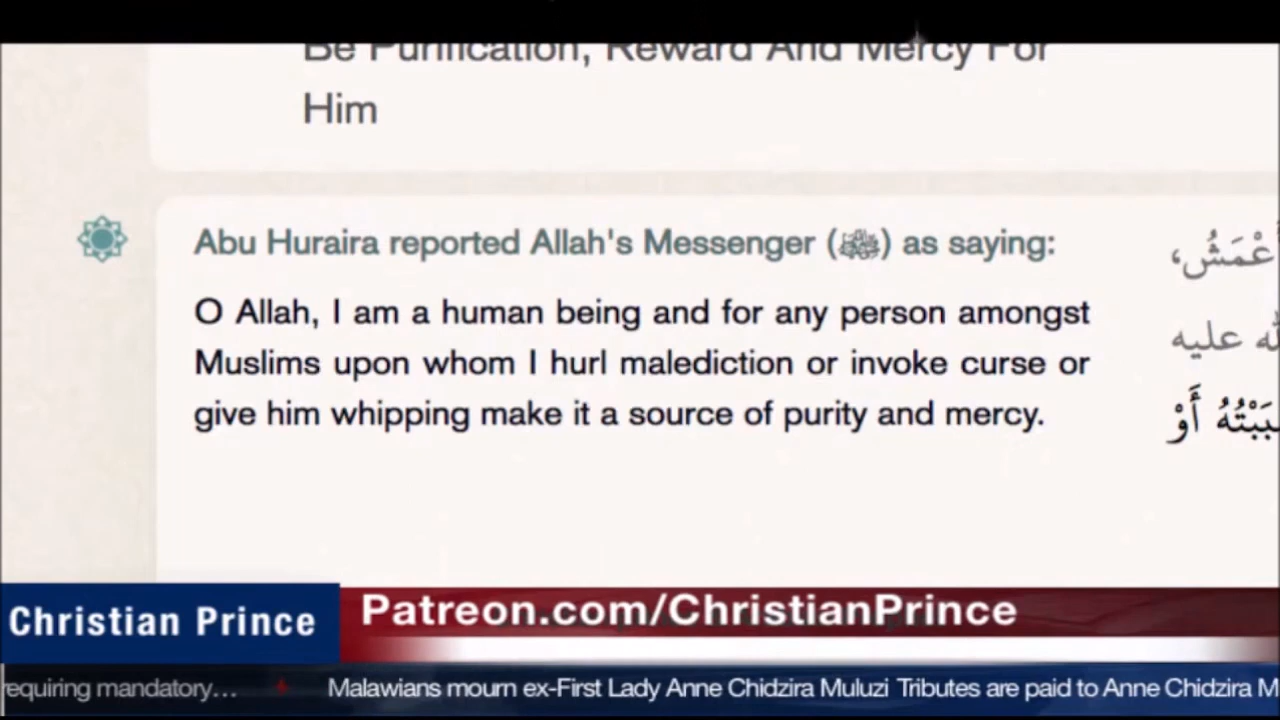 Be Purification, Reward And Mercy For
Him
Abu Huraira reported Allah's Messenger (ﷺ) as saying:
O Allah, I am a human being and for any person amongst
Muslims upon whom I hurl malediction or invoke curse or
give him whipping make it a source of purity and mercy.
عليه
أَوْ
Christian Prince
Patreon.com/ChristianPrince
requiring mandatory...
Malawians mourn ex-First Lady Anne Chidzira Muluzi Tributes are paid to Anne Chidzira